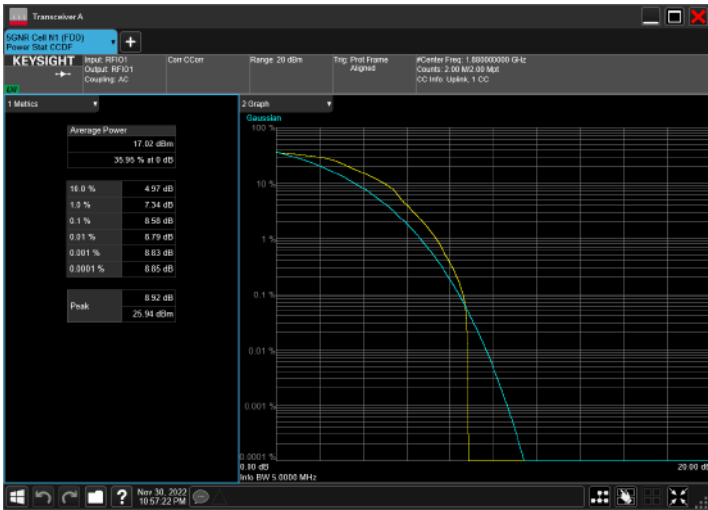 Transceiver A
5GNR Cell N1 (FDD)
Power Stat CCDF
KEYSIGHT
Input: RFIO1
Output: RFIO1
Coupling: AC
Corr CCorr
Range: 20 dBm
Trig: Prot Frame
Aligned
#Center Freq: 1.880000000 GHz
Counts: 2.00 M/2.00 Mpt
CC Info: Uplink, 1 CC
1 Metrics
Average Power
17.02 dBm
35.95 % at 0 dB
10.0 % 4.97 dB
1.0 % 7.34 dB
0.1 % 8.58 dB
0.01 % 8.79 dB
0.001 % 8.83 dB
0.0001 % 8.85 dB
Peak
8.92 dB
25.94 dBm
2 Graph
Gaussian
100 %
10 %
1 %
0.1 %
0.01 %
0.001 %
0.0001 %
0.00 dB
20.00 dB
Info BW 5.0000 MHz
Nov 30, 2022
10:57:22 PM